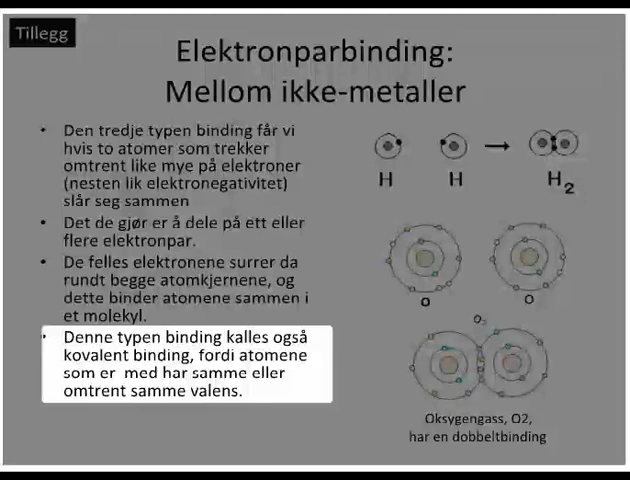 Tillegg
Elektronparbinding:
Mellom ikke-metaller
• Den tredje typen binding får vi
hvis to atomer som trekker
omtrent like mye på elektroner
(nesten lik elektronegativitet)
slår seg sammen
• Det de gjør er å dele på ett eller
flere elektronpar.
• De felles elektronene surrer da
rundt begge atomkjernene, og
dette binder atomene sammen i
et molekyl.
• Denne typen binding kalles også
kovalent binding, fordi atomene
som er med har samme eller
omtrent samme valens.
H H H2
O O
O2
Oksygengass, O2,
har en dobbeltbinding